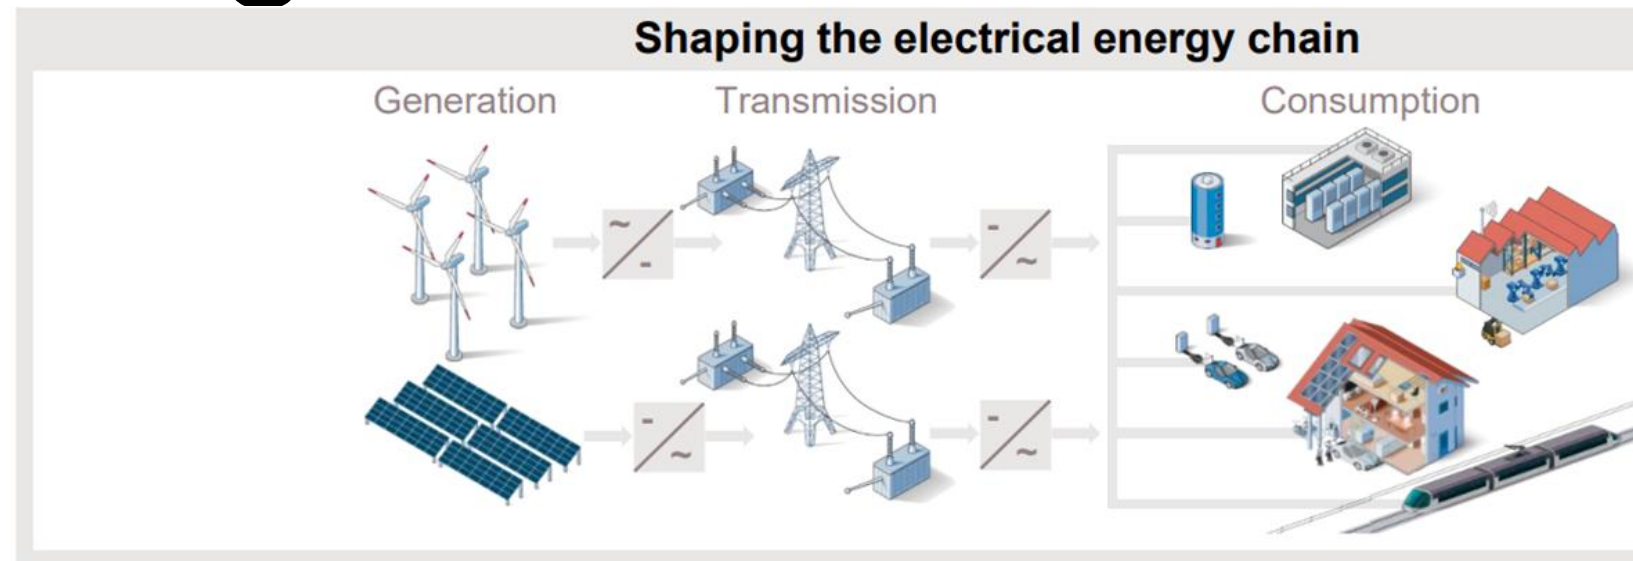 Shaping the electrical energy chain
Generation
Transmission
Consumption
~
-
-
~
-
~
-
~